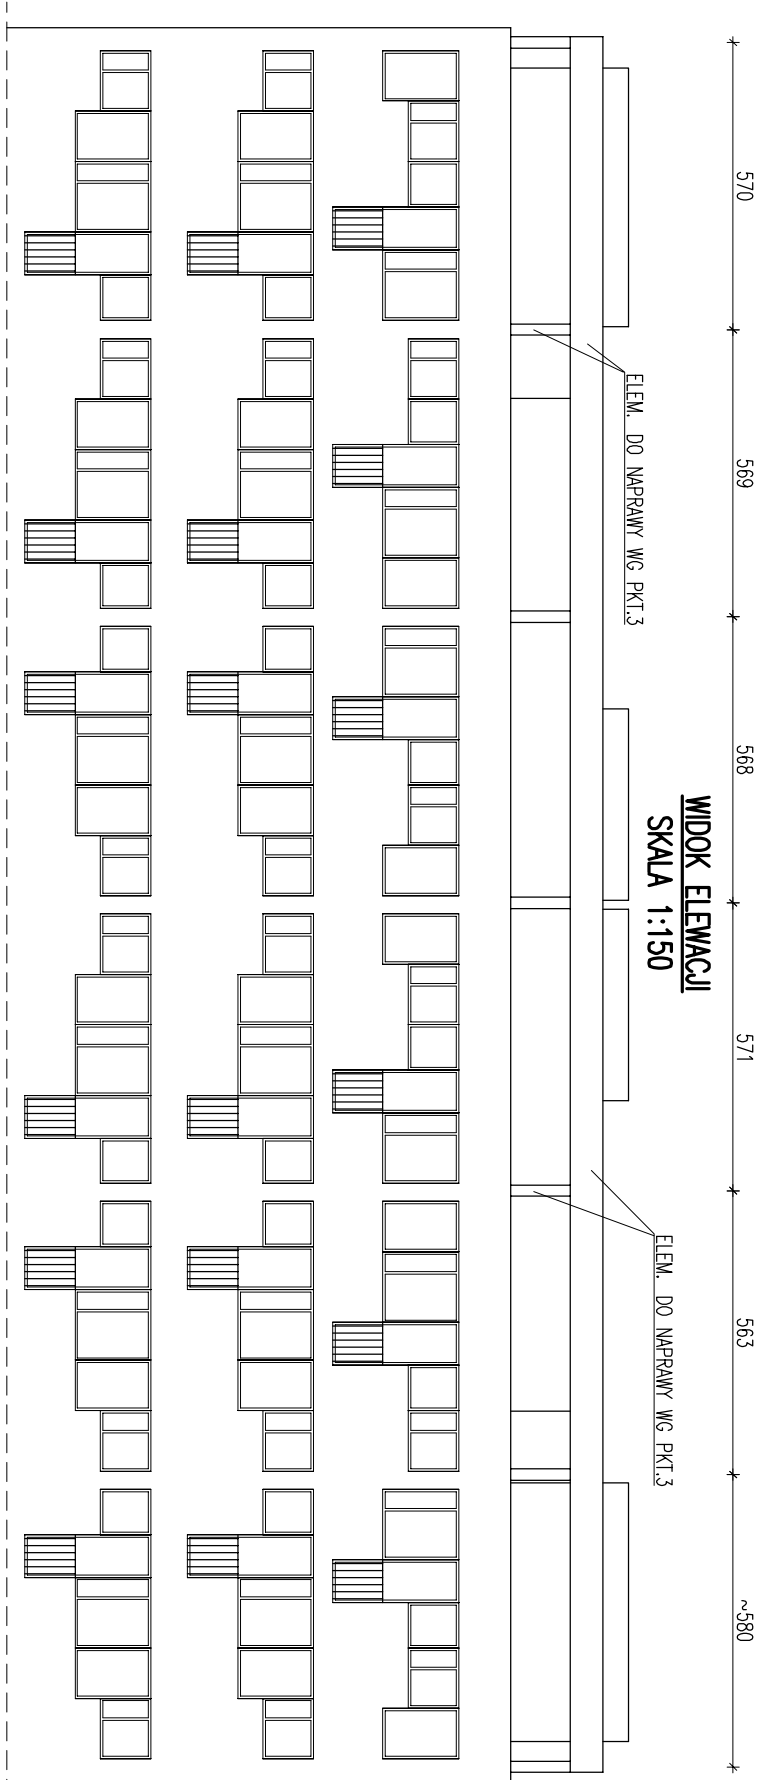 WIDOK ELEWACJI
SKALA 1:150
570
569
568
571
563
~580
ELEM. DO NAPRAWY WG PKT.3
ELEM. DO NAPRAWY WG PKT.3